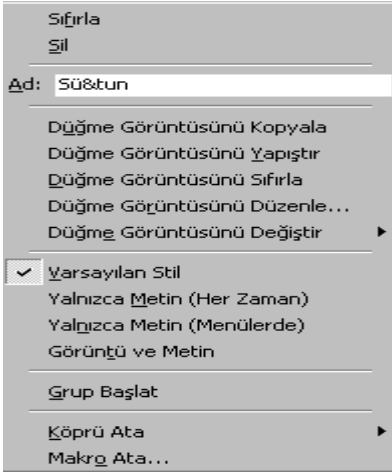 Sıfırla
Sil
Ad: Sü&tun
Düğme Görüntüsünü Kopyala
Düğme Görüntüsünü Yapıştır
Düğme Görüntüsünü Sıfırla
Düğme Görüntüsünü Düzenle...
Düğme Görüntüsünü Değiştir
Varsayılan Stil
Yalnızca Metin (Her Zaman)
Yalnızca Metin (Menülerde)
Görüntü ve Metin
Grup Başlat
Köprü Ata
Makro Ata...